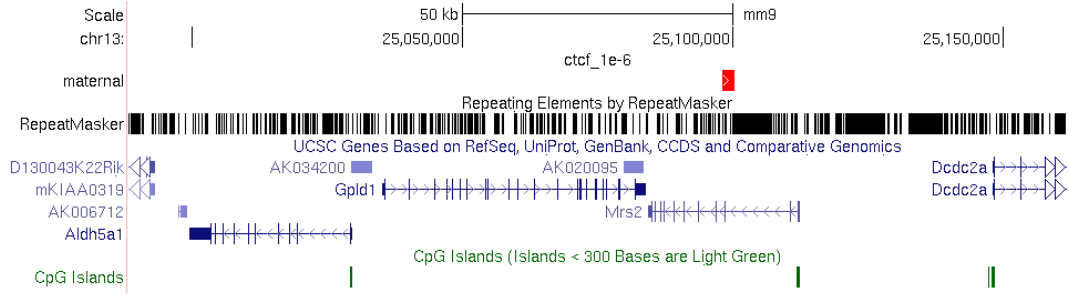 Scale 50 kb mm9
chr13: 25,050,000 25,100,000 25,150,000
ctcf_1e-6
maternal
Repeating Elements by RepeatMasker
RepeatMasker
UCSC Genes Based on RefSeq, UniProt, GenBank, CCDS and Comparative Genomics
D130043K22Rik AK034200 AK020095 Dcdc2a
mKIAA0319 Gpld1 Dcdc2a
AK006712 Mrs2
Aldh5a1
CpG Islands (Islands < 300 Bases are Light Green)
CpG Islands